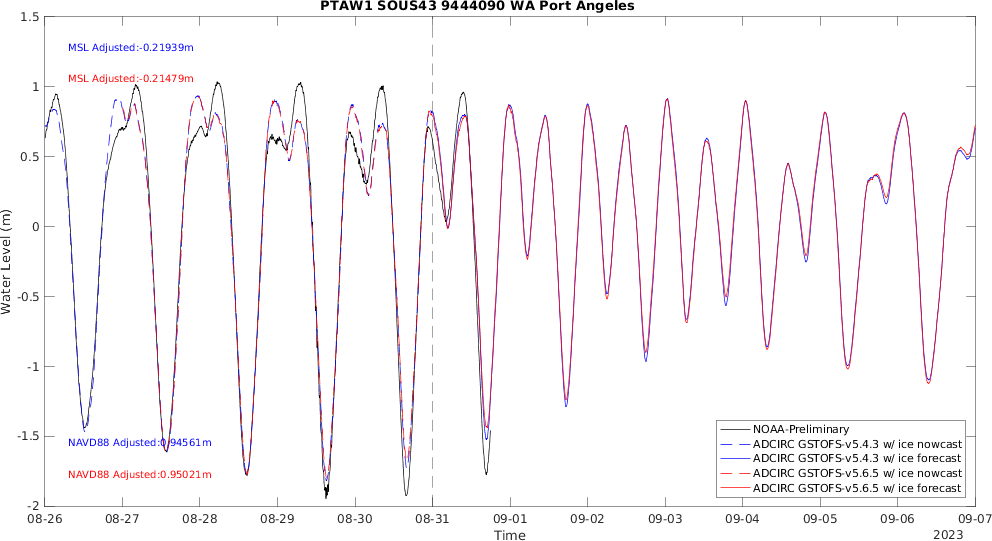 PTAW1 SOUS43 9444090 WA Port Angeles
1.5
1
0.5
0
-0.5
-1
-1.5
-2
Water Level (m)
MSL Adjusted:-0.21939m
MSL Adjusted:-0.21479m
NAVD88 Adjusted:0.94561m
NAVD88 Adjusted:0.95021m
NOAA-Preliminary
ADCIRC GSTOFS-v5.4.3 w/ ice nowcast
ADCIRC GSTOFS-v5.4.3 w/ ice forecast
ADCIRC GSTOFS-v5.6.5 w/ ice nowcast
ADCIRC GSTOFS-v5.6.5 w/ ice forecast
08-26 08-27 08-28 08-29 08-30 08-31 09-01 09-02 09-03 09-04 09-05 09-06 09-07
Time
2023